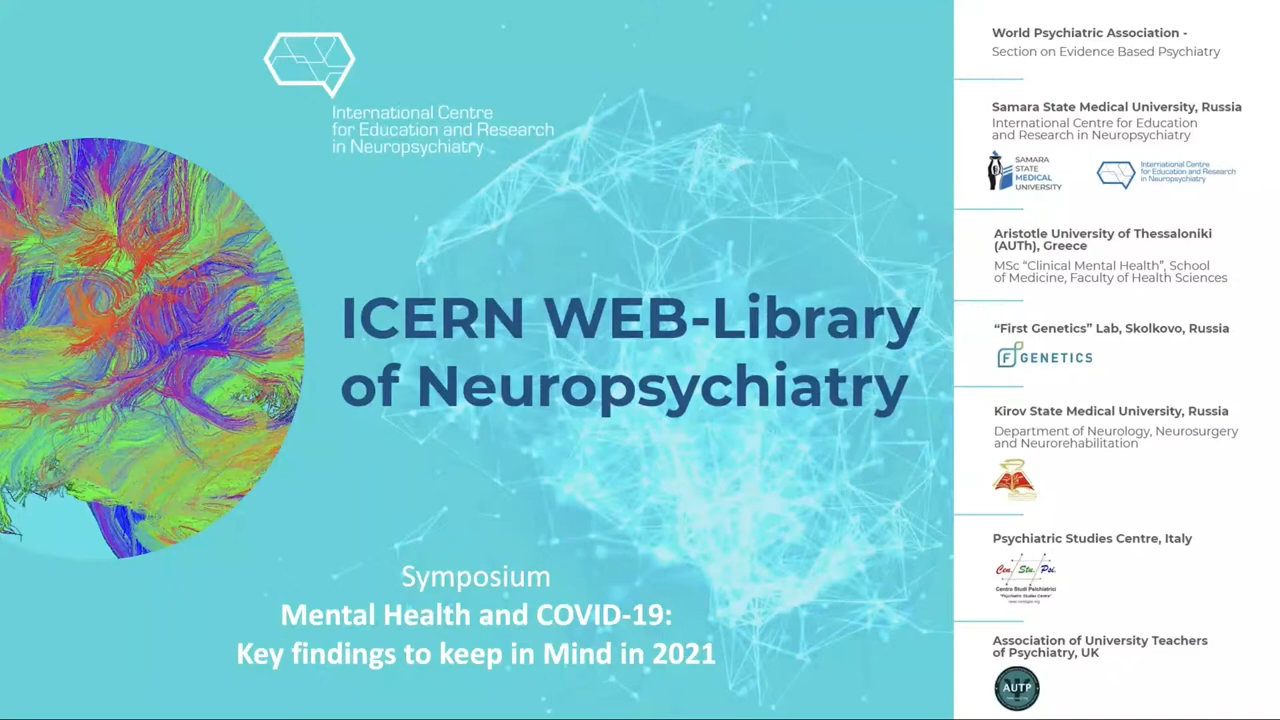 International Centre
for Education and Research
in Neuropsychiatry
ICERN WEB-Library
of Neuropsychiatry
Symposium
Mental Health and COVID-19:
Key findings to keep in Mind in 2021
World Psychiatric Association -
Section on Evidence Based Psychiatry
Samara State Medical University, Russia
International Centre for Education
and Research in Neuropsychiatry
SAMARA
STATE
MEDICAL
UNIVERSITY
International Centre
for Education and Research
in Neuropsychiatry
Aristotle University of Thessaloniki
(AUTh), Greece
MSc “Clinical Mental Health”, School
of Medicine, Faculty of Health Sciences
“First Genetics” Lab, Skolkovo, Russia
F GENETICS
Kirov State Medical University, Russia
Department of Neurology, Neurosurgery
and Neurorehabilitation
Psychiatric Studies Centre, Italy
Cen. Stu. Psi.
Centro Studi Psichiatrici
"Psychiatric Studies Centre"
Association of University Teachers
of Psychiatry, UK
AUTP